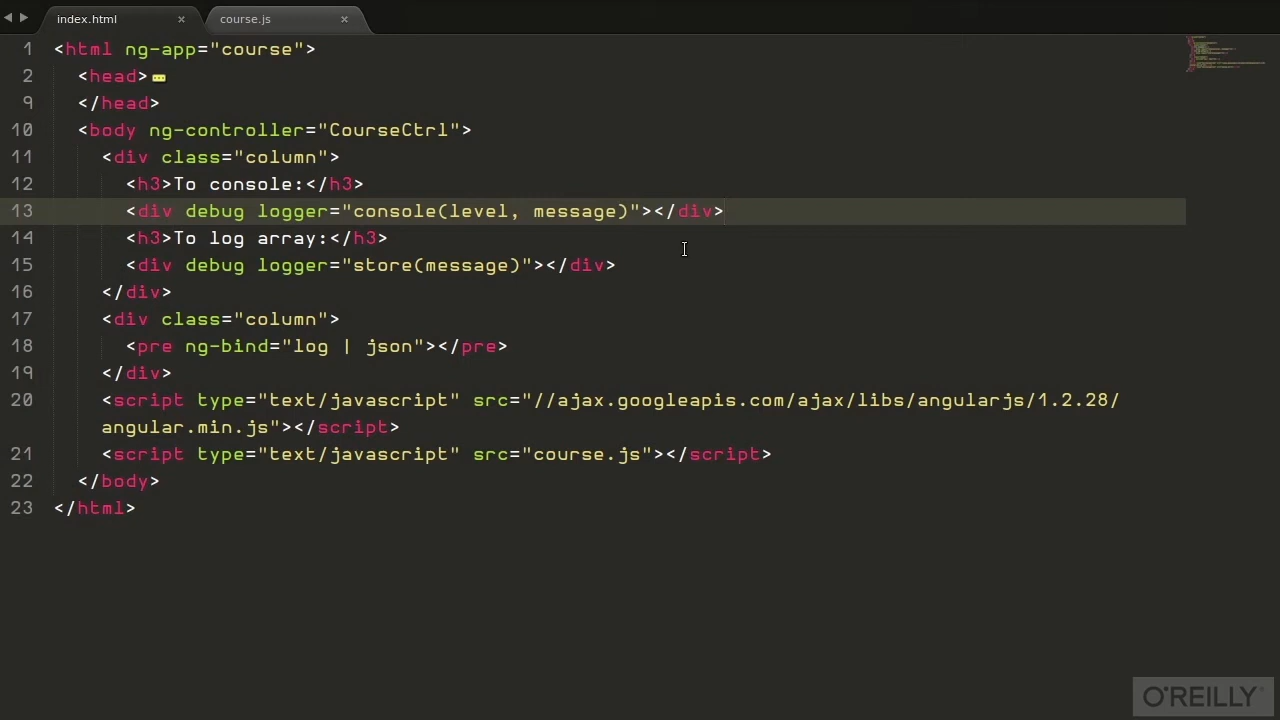 index.html × course.js ×
1 <html ng-app="course">
2 <head>
9 </head>
10 <body ng-controller="CourseCtrl">
11 <div class="column">
12 <h3>To console:</h3>
13 <div debug logger="console(level, message)"></div>
14 <h3>To log array:</h3>
15 <div debug logger="store(message)"></div>
16 </div>
17 <div class="column">
18 <pre ng-bind="log | json"></pre>
19 </div>
20 <script type="text/javascript" src="//ajax.googleapis.com/ajax/libs/angularjs/1.2.28/
angular.min.js"></script>
21 <script type="text/javascript" src="course.js"></script>
22 </body>
23 </html>
O'REILLY